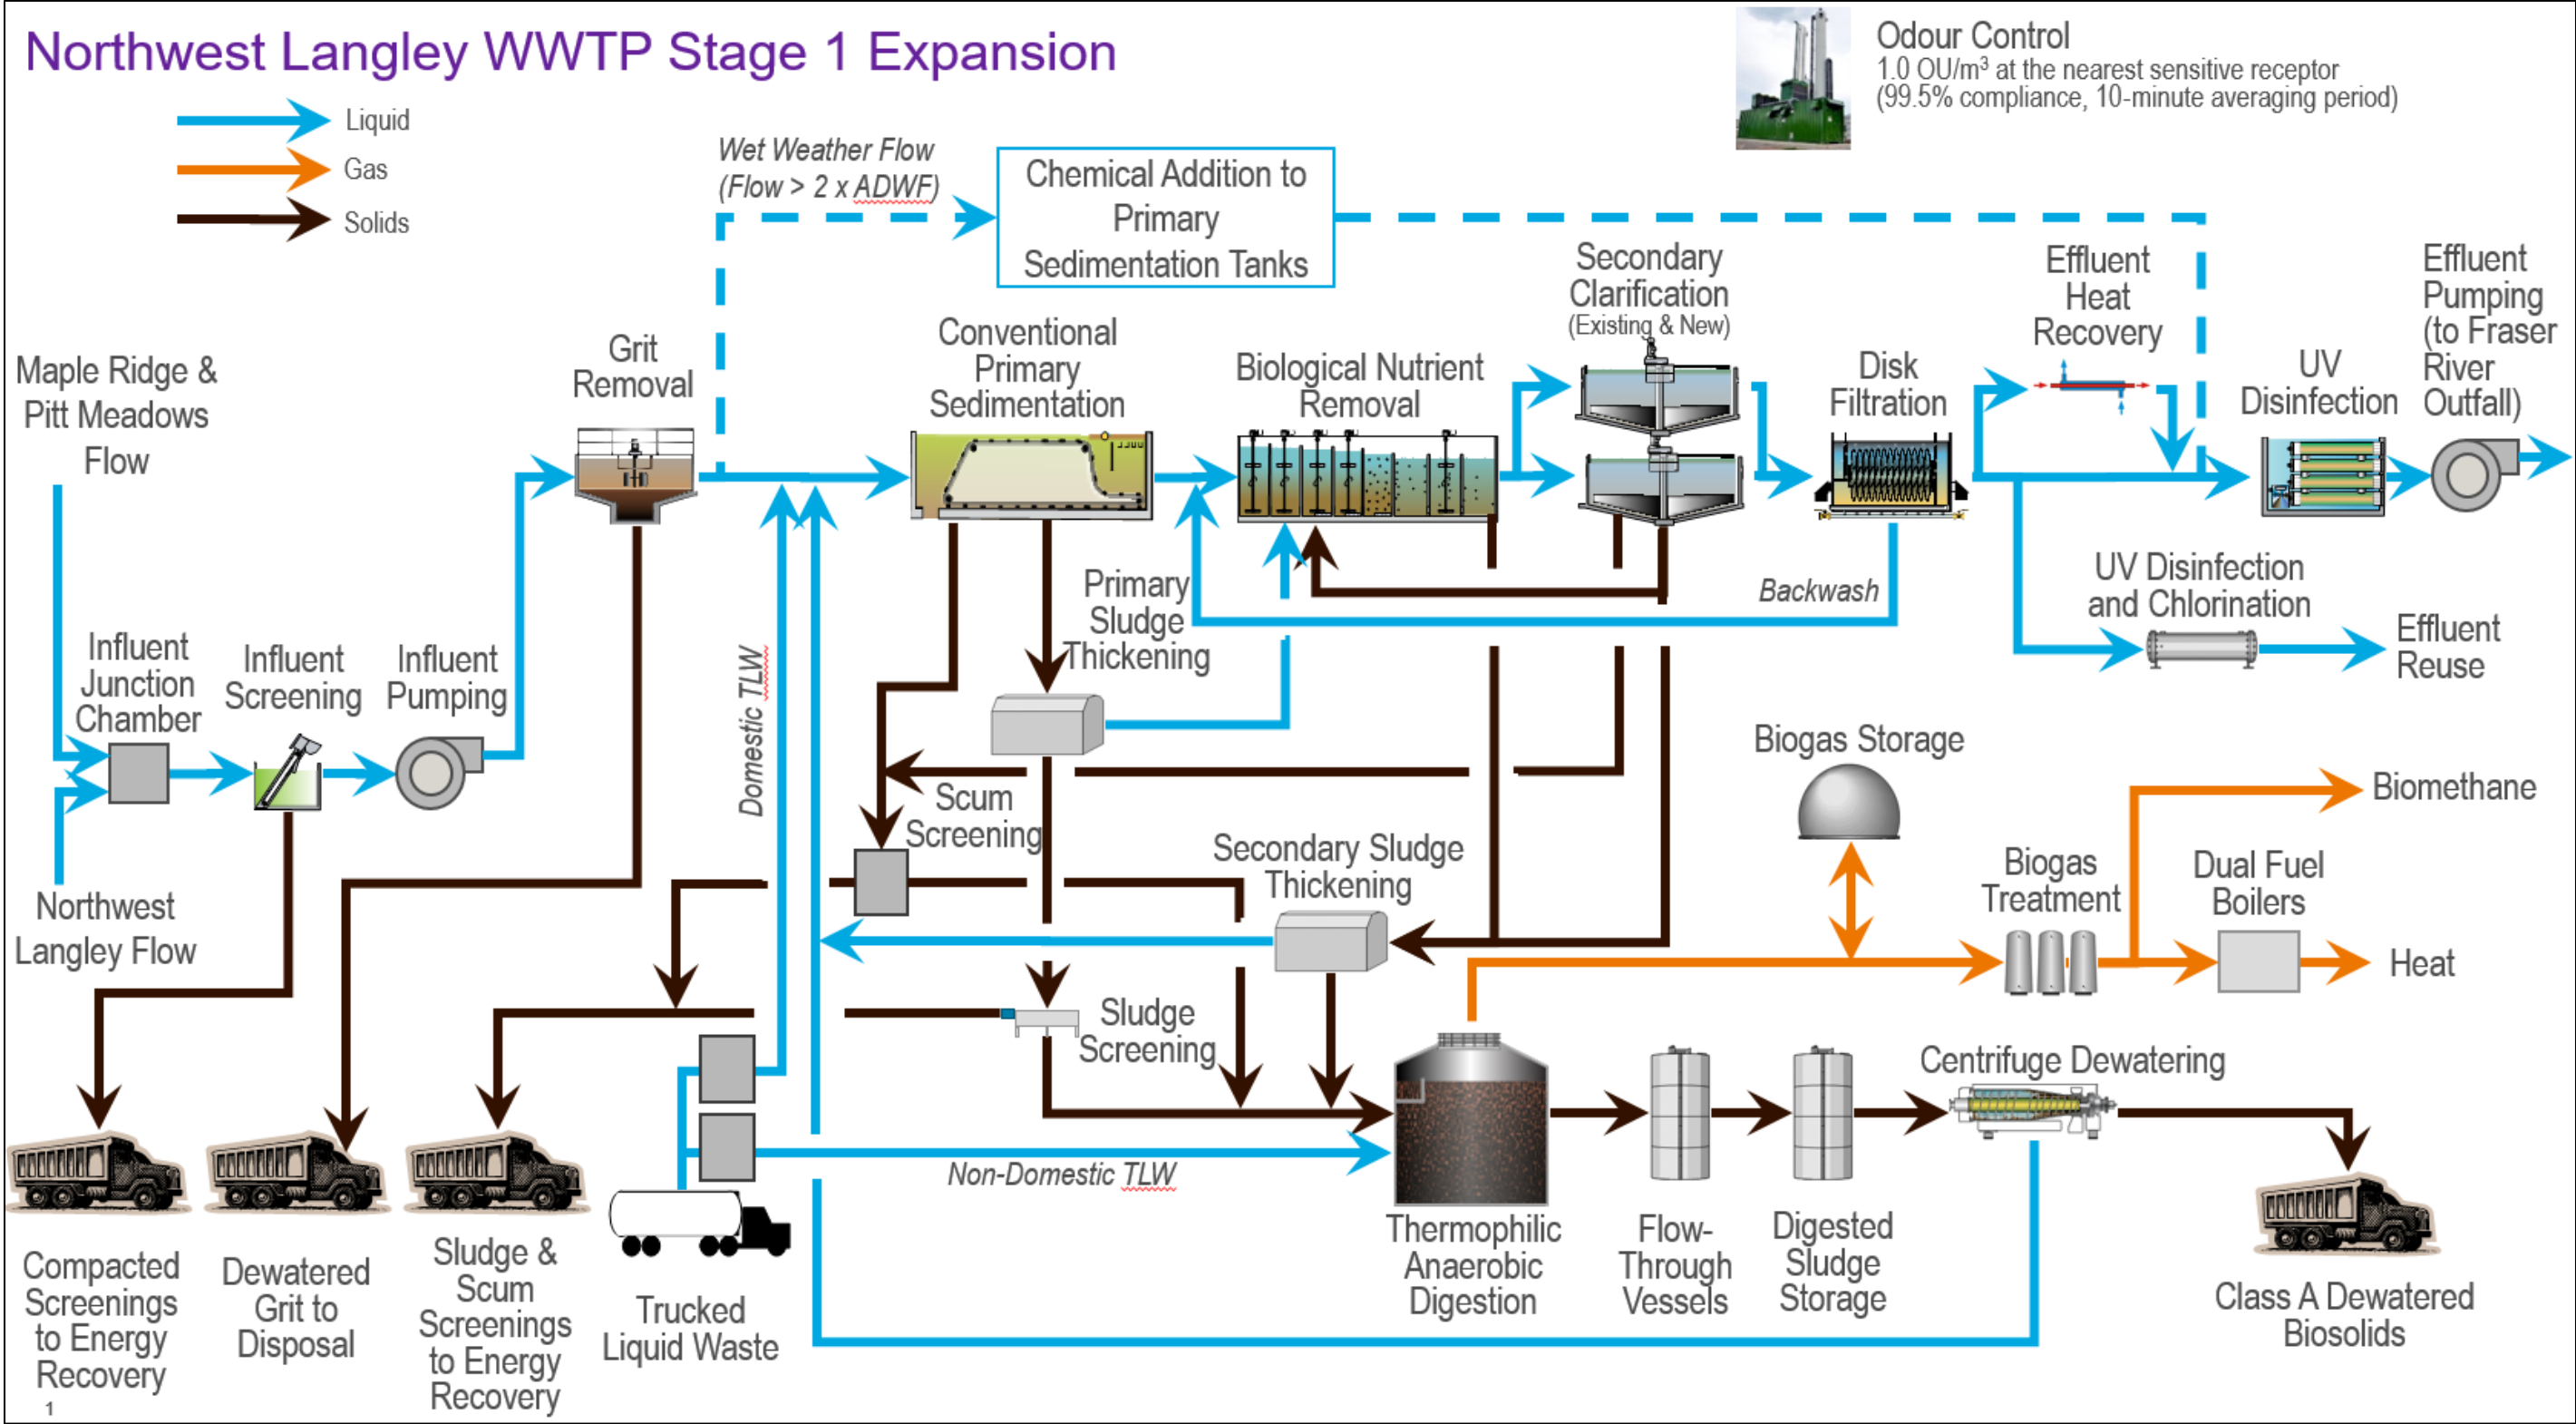 Northwest Langley WWTP Stage 1 Expansion
Odour Control
1.0 OU/m³ at the nearest sensitive receptor
(99.5% compliance, 10-minute averaging period)
Liquid
Gas
Solids
Wet Weather Flow
(Flow > 2 x ADWF)
Chemical Addition to
Primary
Sedimentation Tanks
Maple Ridge &
Pitt Meadows
Flow
Grit
Removal
Conventional
Primary
Sedimentation
Biological Nutrient
Removal
Secondary
Clarification
(Existing & New)
Disk
Filtration
Effluent
Heat
Recovery
UV
Disinfection
Effluent
Pumping
(to Fraser
River
Outfall)
Influent
Junction
Chamber
Influent
Screening
Influent
Pumping
Domestic TLW
Primary
Sludge
Thickening
Backwash
UV Disinfection
and Chlorination
Effluent
Reuse
Northwest
Langley Flow
Scum
Screening
Secondary Sludge
Thickening
Biogas Storage
Biogas
Treatment
Dual Fuel
Boilers
Biomethane
Heat
Sludge
Screening
Centrifuge Dewatering
Non-Domestic TLW
Compacted
Screenings
to Energy
Recovery
Dewatered
Grit to
Disposal
Sludge &
Scum
Screenings
to Energy
Recovery
Trucked
Liquid Waste
Thermophilic
Anaerobic
Digestion
Flow-
Through
Vessels
Digested
Sludge
Storage
Class A Dewatered
Biosolids
1